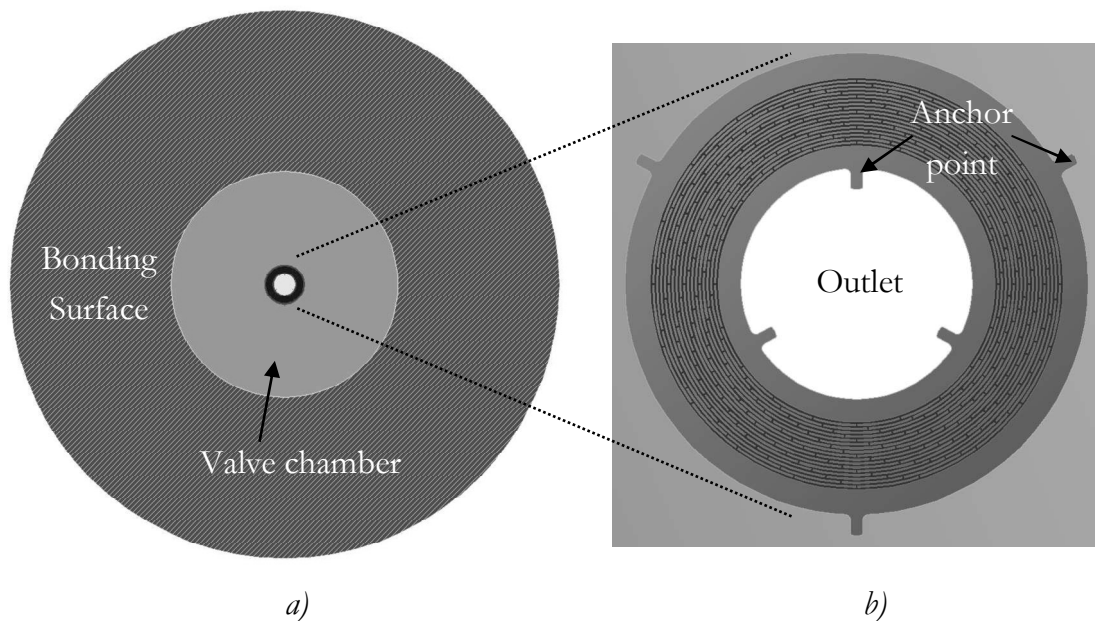 Bonding
Surface
Valve chamber
Anchor
point
Outlet
a)
b)